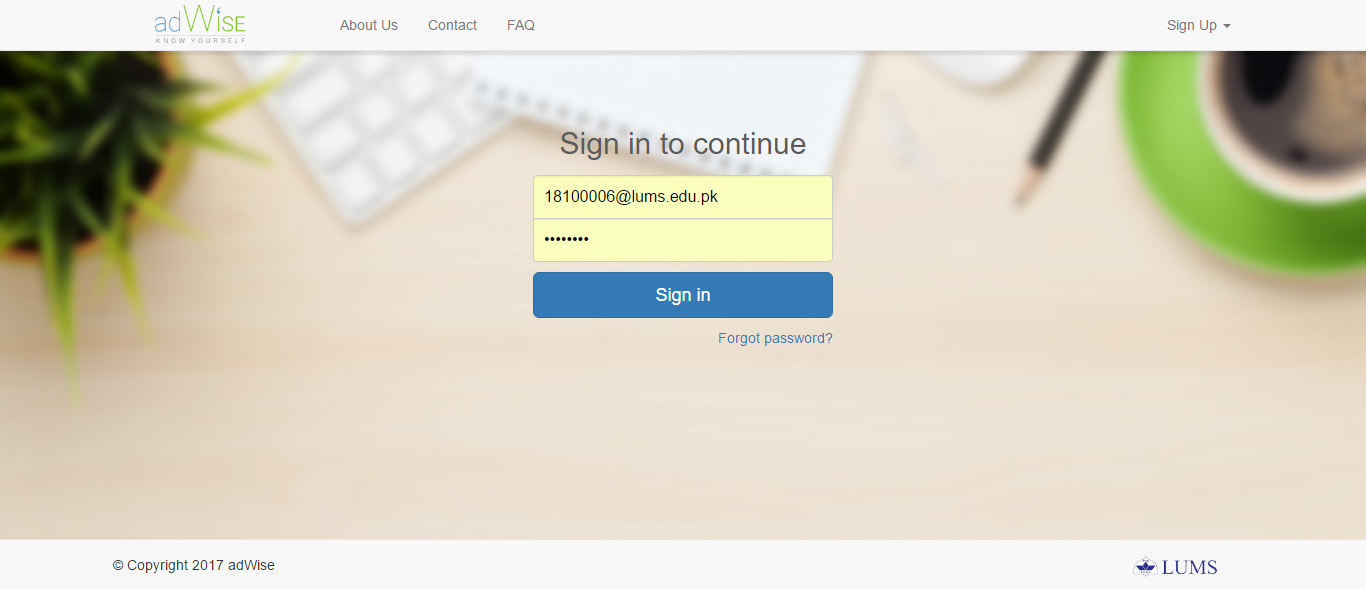 adWiSE
KNOW YOURSELF
About Us
Contact
FAQ
Sign Up
Sign in to continue
18100006@lums.edu.pk
••••••••
Sign in
Forgot password?
© Copyright 2017 adWise
LUMS